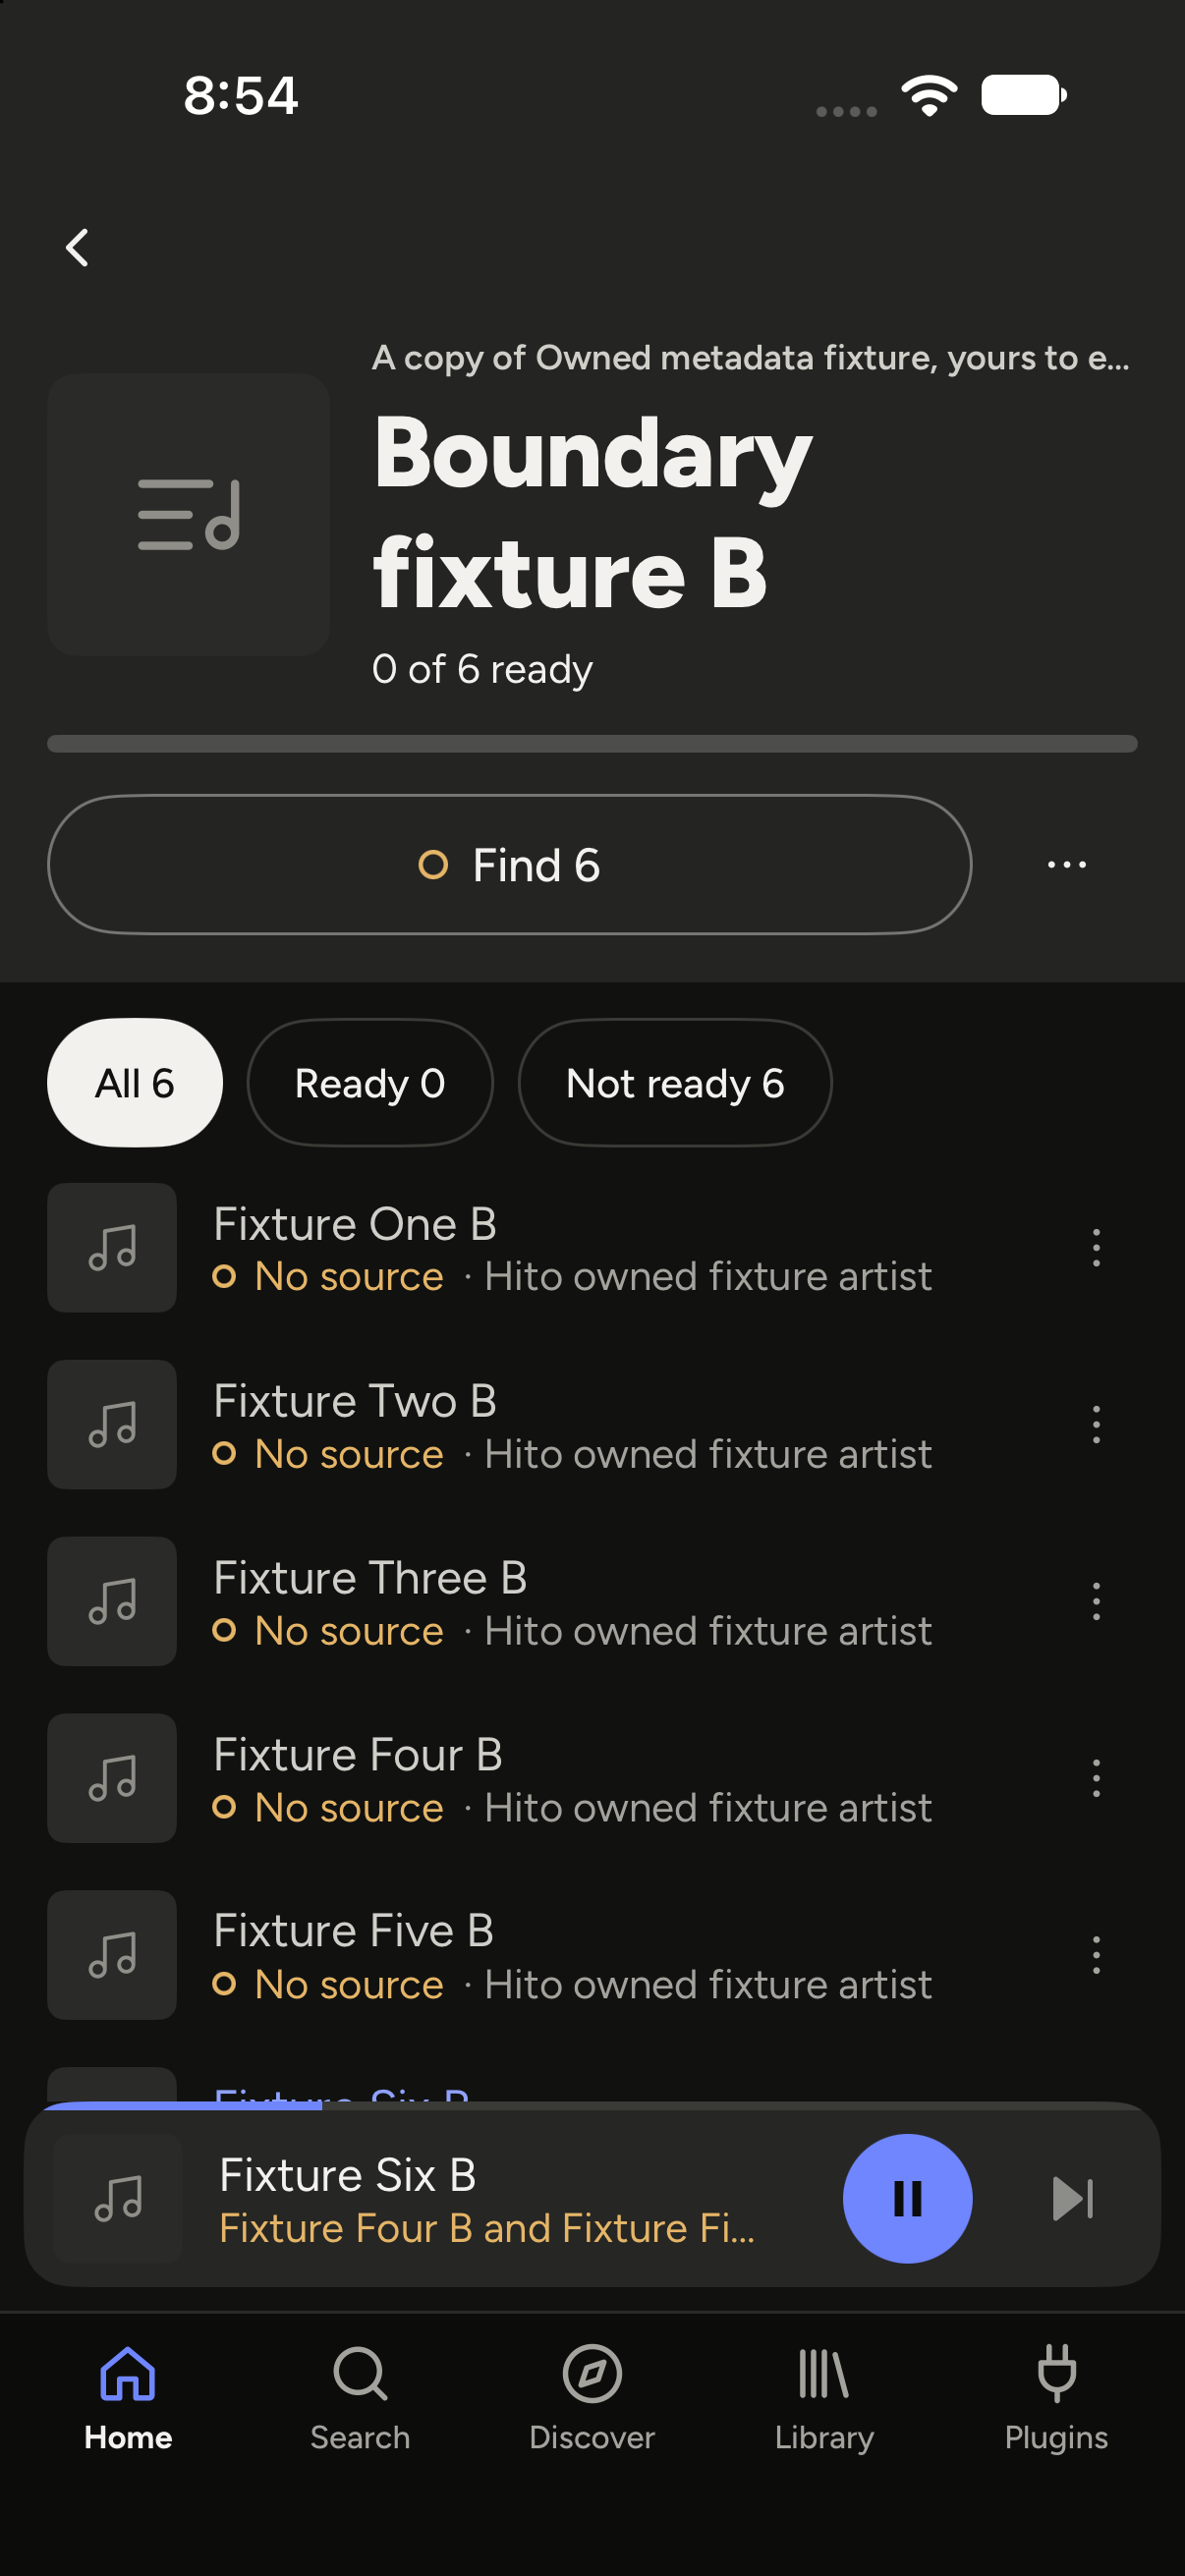 8:54
A copy of Owned metadata fixture, yours to e...
Boundary
fixture B
0 of 6 ready
Find 6
All 6
Ready 0
Not ready 6
Fixture One B
No source · Hito owned fixture artist
Fixture Two B
No source · Hito owned fixture artist
Fixture Three B
No source · Hito owned fixture artist
Fixture Four B
No source · Hito owned fixture artist
Fixture Five B
No source · Hito owned fixture artist
Fixture Six B
Fixture Six B
Fixture Four B and Fixture Fi...
Home
Search
Discover
Library
Plugins